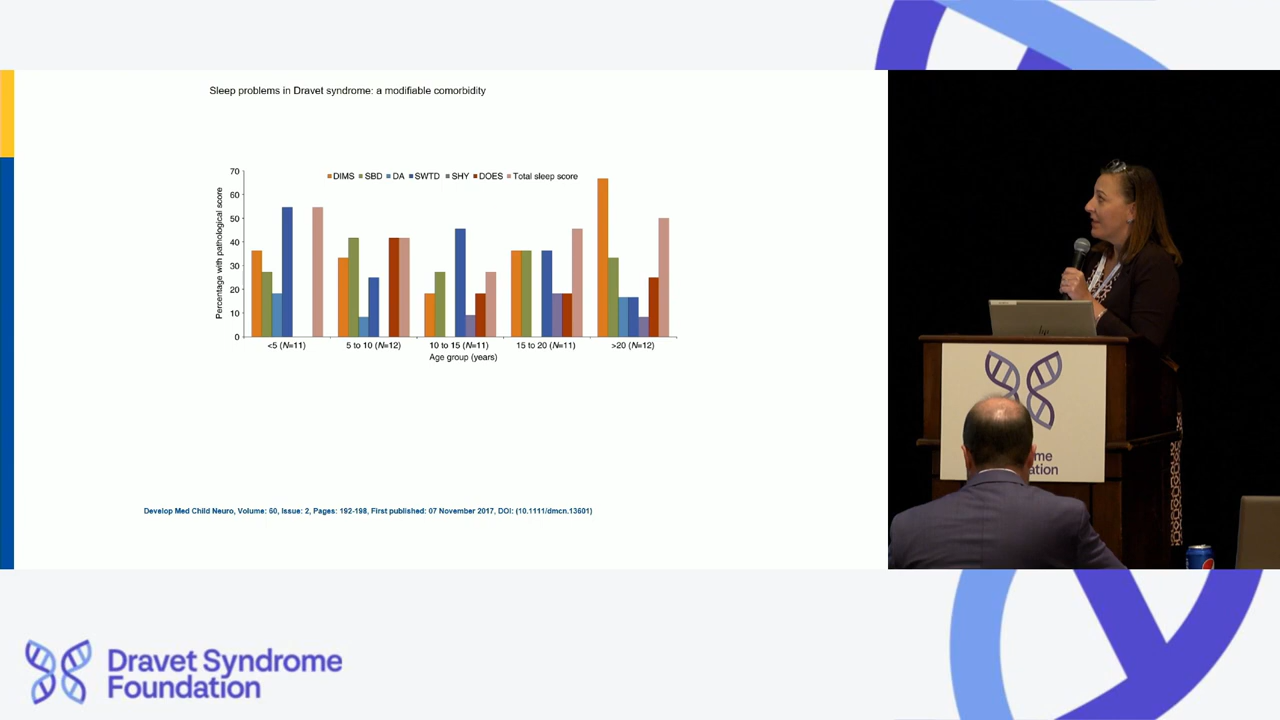 Sleep problems in Dravet syndrome: a modifiable comorbidity
DIMS SBD DA SWTD SHY DOES Total sleep score
Percentage with pathological score
70
60
50
40
30
20
10
0
<5 (N=11) 5 to 10 (N=12) 10 to 15 (N=11) 15 to 20 (N=11) >20 (N=12)
Age group (years)
Develop Med Child Neuro, Volume: 60, Issue: 2, Pages: 192-198, First published: 07 November 2017, DOI: (10.1111/dmcn.13601)
hp
me
ation
Dravet Syndrome
Foundation